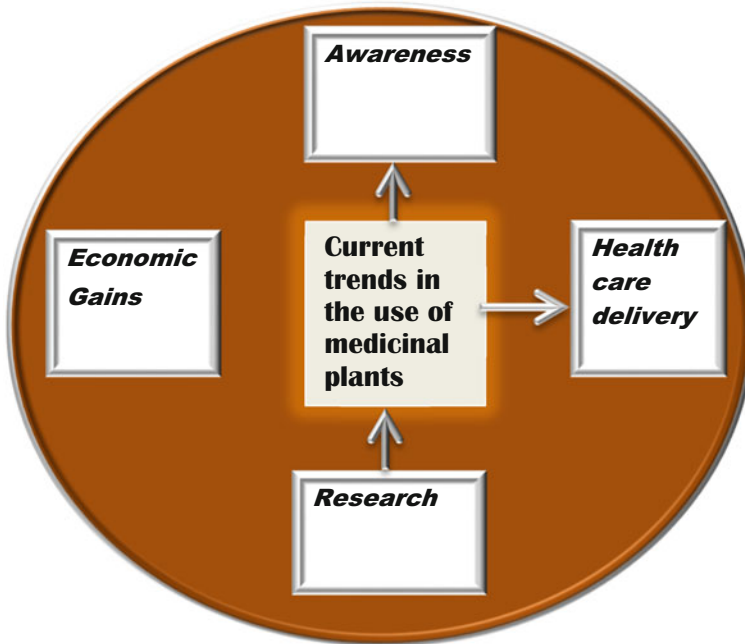 Awareness
Economic
Gains
Current
trends in
the use of
medicinal
plants
Health
care
delivery
Research